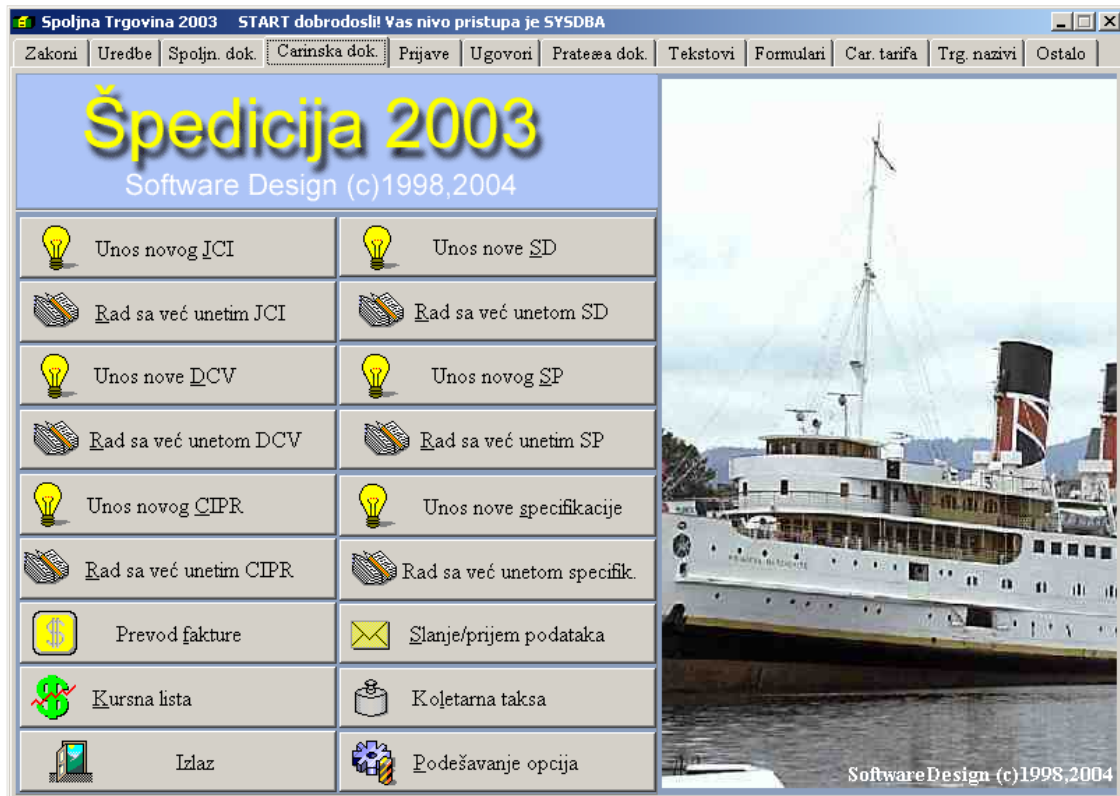 Spoljna Trgovina 2003 START dobrodosli! Vas nivo pristupa je SYSDBA
Zakoni Uredbe Spoljn. dok. Carinska dok. Prijave Ugovori Prateæa dok. Tekstovi Formulari Car. tarifa Trg. nazivi Ostalo
Špedicija 2003
Software Design (c)1998,2004
Unos novog JCI
Unos nove SD
Rad sa već unetim JCI
Rad sa već unetom SD
Unos nove DCV
Unos novog SP
Rad sa već unetom DCV
Rad sa već unetim SP
Unos novog CIPR
Unos nove specifikacije
Rad sa već unetim CIPR
Rad sa već unetom specifik.
Prevod fakture
Slanje/prijem podataka
Kursna lista
Koletarna taksa
Izlaz
Podešavanje opcija
SoftwareDesign (c)1998,2004